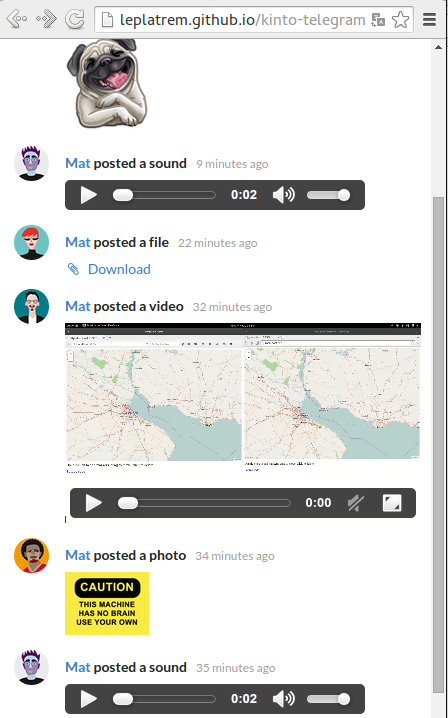 leplatrem.github.io/kinto-telegram
Mat posted a sound 9 minutes ago
0:02
Mat posted a file 22 minutes ago
Download
Mat posted a video 32 minutes ago
0:00
Mat posted a photo 34 minutes ago
CAUTION
THIS MACHINE
HAS NO BRAIN
USE YOUR OWN
Mat posted a sound 35 minutes ago
0:02